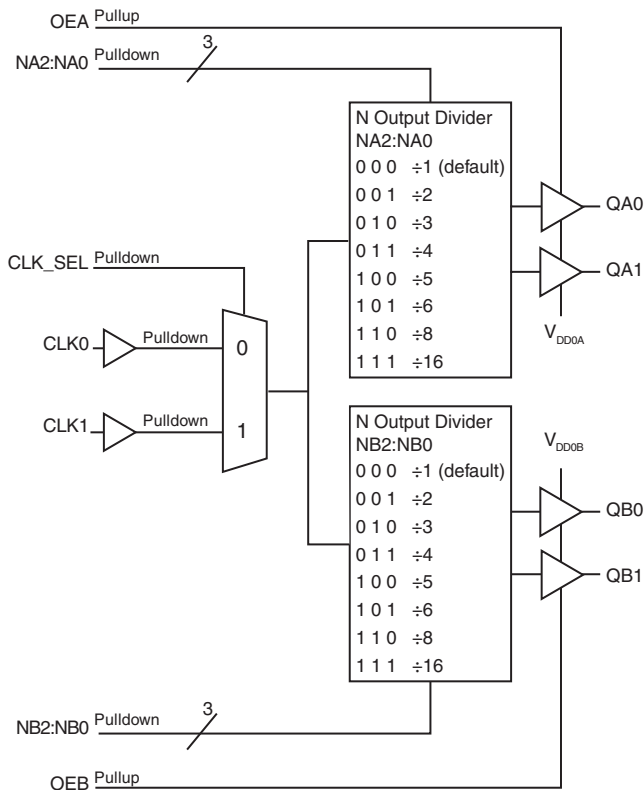 OEA Pullup
NA2:NA0 Pulldown 3
N Output Divider
NA2:NA0
0 0 0 ÷1 (default)
0 0 1 ÷2
0 1 0 ÷3
0 1 1 ÷4
1 0 0 ÷5
1 0 1 ÷6
1 1 0 ÷8
1 1 1 ÷16
QA0
QA1
VDD0A
CLK_SEL Pulldown
CLK0 Pulldown 0
CLK1 Pulldown 1
N Output Divider
NB2:NB0
0 0 0 ÷1 (default)
0 0 1 ÷2
0 1 0 ÷3
0 1 1 ÷4
1 0 0 ÷5
1 0 1 ÷6
1 1 0 ÷8
1 1 1 ÷16
VDD0B
QB0
QB1
NB2:NB0 Pulldown 3
OEB Pullup